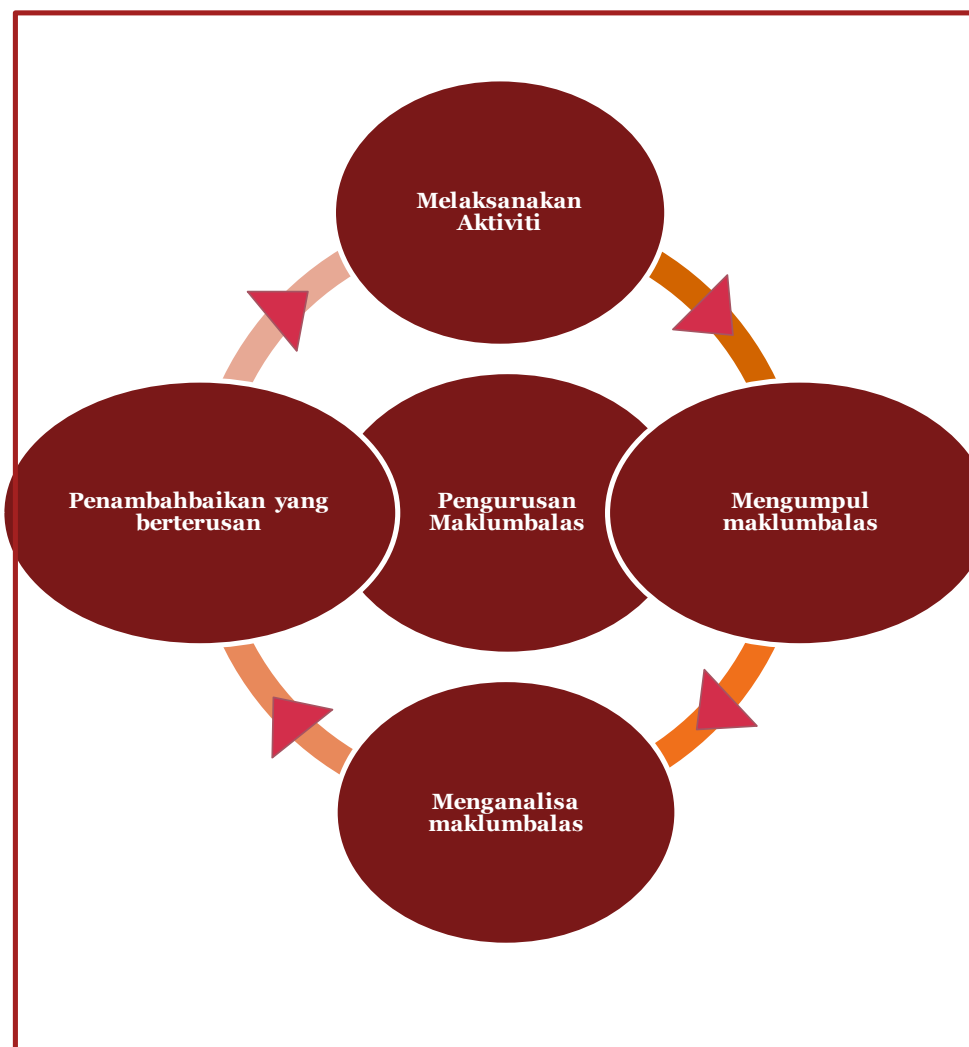 Melaksanakan
Aktiviti
Penambahbaikan yang
berterusan
Pengurusan
Maklumbalas
Mengumpul
maklumbalas
Menganalisa
maklumbalas